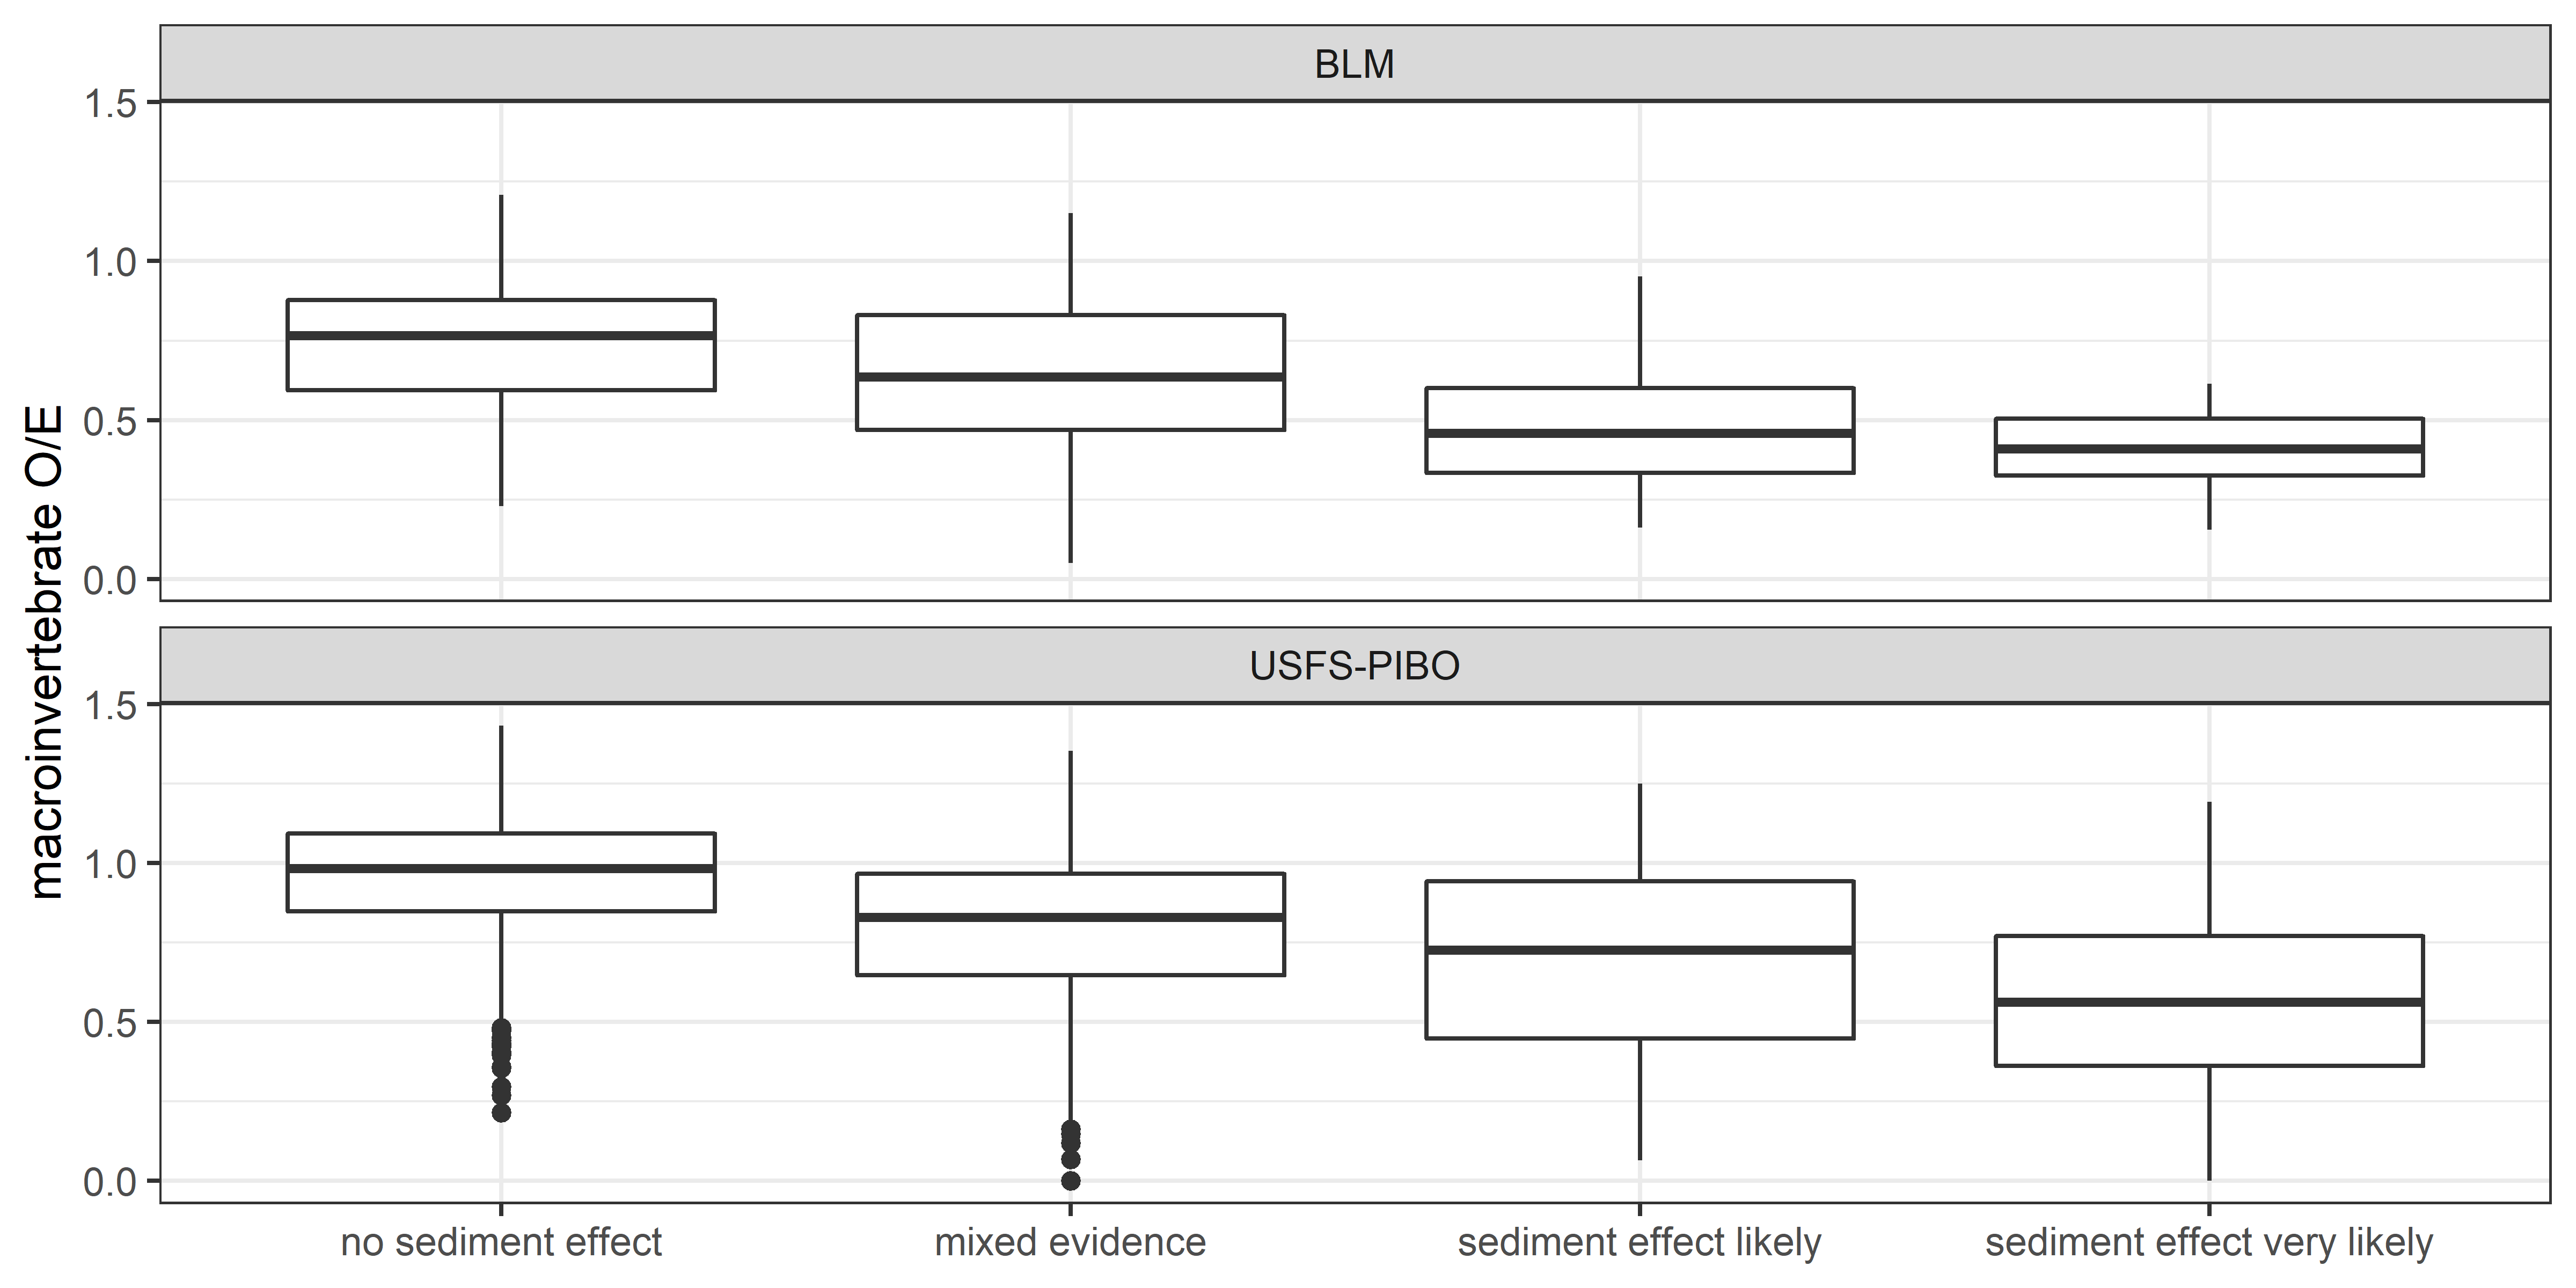 BLM
1.5
1.0
0.5
0.0
macroinvertebrate O/E
USFS-PIBO
1.5
1.0
0.5
0.0
no sediment effect
mixed evidence
sediment effect likely
sediment effect very likely